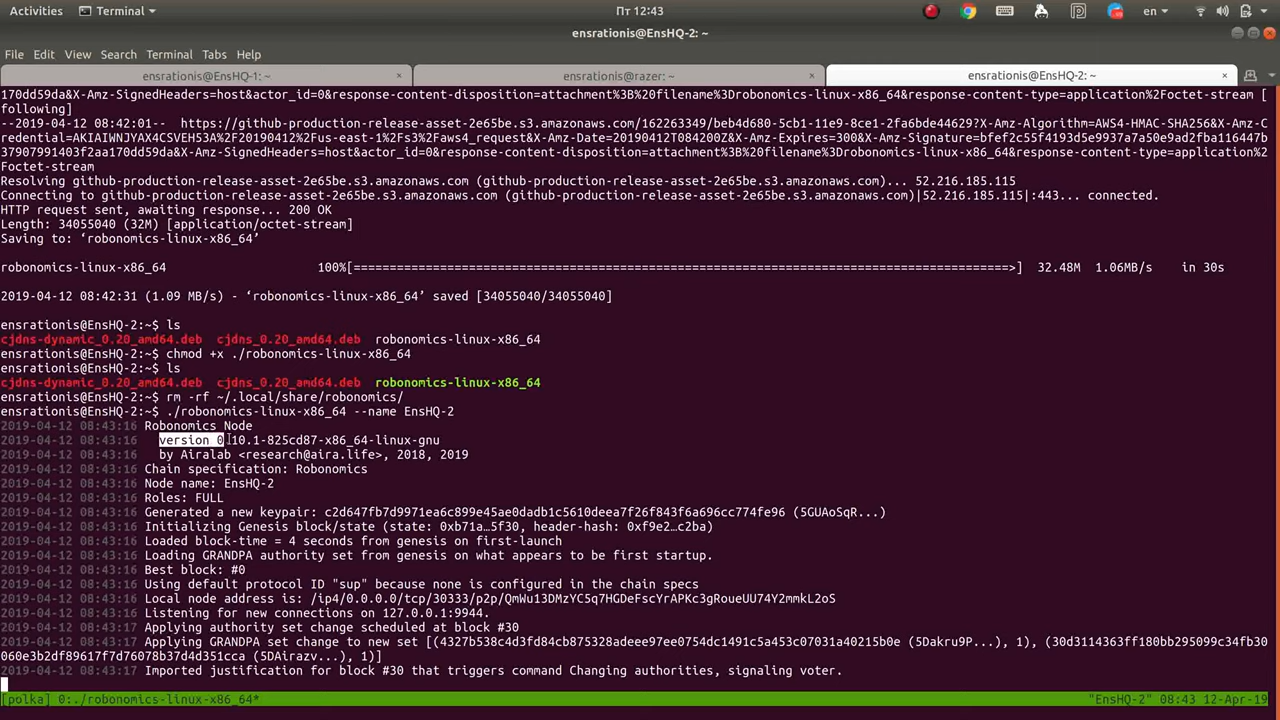 Activities
Terminal
Пт 12:43
en
ensrationis@EnsHQ-2: ~
File Edit View Search Terminal Tabs Help
ensrationis@EnsHQ-1: ~ ×
ensrationis@razer: ~ ×
ensrationis@EnsHQ-2: ~ ×
170dd59da&X-Amz-SignedHeaders=host&actor_id=0&response-content-disposition=attachment%3B%20filename%3Drobonomics-linux-x86_64&response-content-type=application%2Foctet-stream [
following]
--2019-04-12 08:42:01--  https://github-production-release-asset-2e65be.s3.amazonaws.com/162263349/beb4d680-5cb1-11e9-8ce1-2fa6bde44629?X-Amz-Algorithm=AWS4-HMAC-SHA256&X-Amz-Cre
dential=AKIAIWNJYAX4CSVEH53A%2F20190412%2Fus-east-1%2Fs3%2Faws4_request&X-Amz-Date=20190412T084200Z&X-Amz-Expires=300&X-Amz-Signature=bfef2c55f4193d5e9937a7a50e9ad2fba116447b
37907991403f2aa170dd59da&X-Amz-SignedHeaders=host&actor_id=0&response-content-disposition=attachment%3B%20filename%3Drobonomics-linux-x86_64&response-content-type=application%2
Foctet-stream
Resolving github-production-release-asset-2e65be.s3.amazonaws.com (github-production-release-asset-2e65be.s3.amazonaws.com)... 52.216.185.115
Connecting to github-production-release-asset-2e65be.s3.amazonaws.com (github-production-release-asset-2e65be.s3.amazonaws.com)|52.216.185.115|:443... connected.
HTTP request sent, awaiting response... 200 OK
Length: 34055040 (32M) [application/octet-stream]
Saving to: ‘robonomics-linux-x86_64’
robonomics-linux-x86_64 100%[============================================================================================>] 32.48M 1.06MB/s in 30s
2019-04-12 08:42:31 (1.09 MB/s) - ‘robonomics-linux-x86_64’ saved [34055040/34055040]
ensrationis@EnsHQ-2:~$ ls
cjdns-dynamic_0.20_amd64.deb cjdns_0.20_amd64.deb robonomics-linux-x86_64
ensrationis@EnsHQ-2:~$ chmod +x ./robonomics-linux-x86_64
ensrationis@EnsHQ-2:~$ ls
cjdns-dynamic_0.20_amd64.deb cjdns_0.20_amd64.deb robonomics-linux-x86_64
ensrationis@EnsHQ-2:~$ rm -rf ~/.local/share/robonomics/
ensrationis@EnsHQ-2:~$ ./robonomics-linux-x86_64 --name EnsHQ-2
2019-04-12 08:43:16 Robonomics Node
2019-04-12 08:43:16   version 0.10.1-825cd87-x86_64-linux-gnu
2019-04-12 08:43:16   by Airalab <research@aira.life>, 2018, 2019
2019-04-12 08:43:16 Chain specification: Robonomics
2019-04-12 08:43:16 Node name: EnsHQ-2
2019-04-12 08:43:16 Roles: FULL
2019-04-12 08:43:16 Generated a new keypair: c2d647fb7d9971ea6c899e45ae0dadb1c5610deea7f26f843f6a696cc774fe96 (5GUAoSqR...)
2019-04-12 08:43:16 Initializing Genesis block/state (state: 0xb71a…5f30, header-hash: 0xf9e2…c2ba)
2019-04-12 08:43:16 Loaded block-time = 4 seconds from genesis on first-launch
2019-04-12 08:43:16 Loading GRANDPA authority set from genesis on what appears to be first startup.
2019-04-12 08:43:16 Best block: #0
2019-04-12 08:43:16 Using default protocol ID "sup" because none is configured in the chain specs
2019-04-12 08:43:16 Local node address is: /ip4/0.0.0.0/tcp/30333/p2p/QmWu13DMzYC5q7HGDeFscYrAPKc3gRoueUU74Y2mmkL2oS
2019-04-12 08:43:16 Listening for new connections on 127.0.0.1:9944.
2019-04-12 08:43:17 Applying authority set change scheduled at block #30
2019-04-12 08:43:17 Applying GRANDPA set change to new set [(4327b538c4d3fd84cb875328adeee97ee0754dc1491c5a453c07031a40215b0e (5Dakru9P...), 1), (30d3114363ff180bb295099c34fb30
060e3b2df89617f7d76078b37d4d351cca (5DAirazv...), 1)]
2019-04-12 08:43:17 Imported justification for block #30 that triggers command Changing authorities, signaling voter.
[polka] 0:./robonomics-linux-x86_64* "EnsHQ-2" 08:43 12-Apr-19